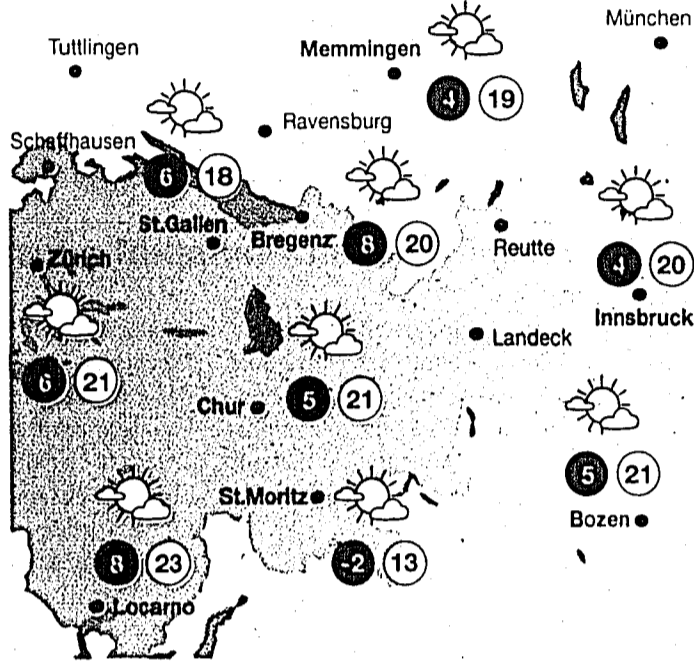 München
Tuttlingen
Memmingen
4 19
Ravensburg
Schaffhausen
6 18
St.Gallen
Bregenz
8 20
Reutte
Zürich
4 20
Innsbruck
Landeck
6 21
Chur
5 21
5 21
St.Moritz
Bozen
8 23
-2 13
Locarno